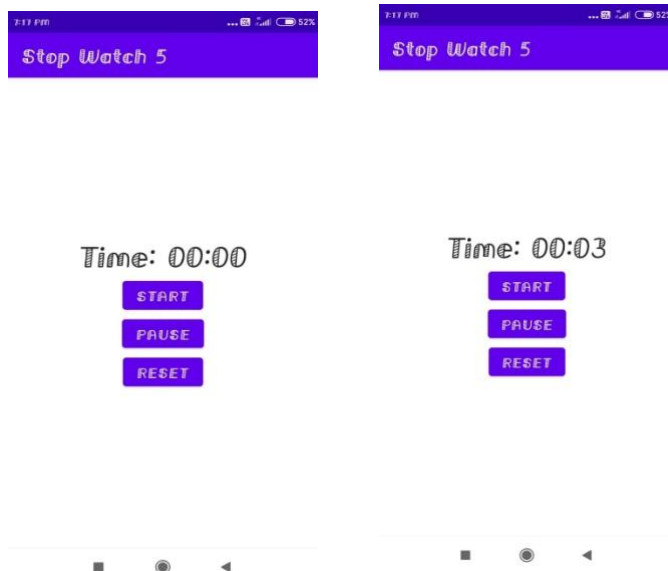 7:17 PM ... 52%
Stop Watch 5
Time: 00:00
START
PAUSE
RESET
7:17 PM ... 52%
Stop Watch 5
Time: 00:03
START
PAUSE
RESET